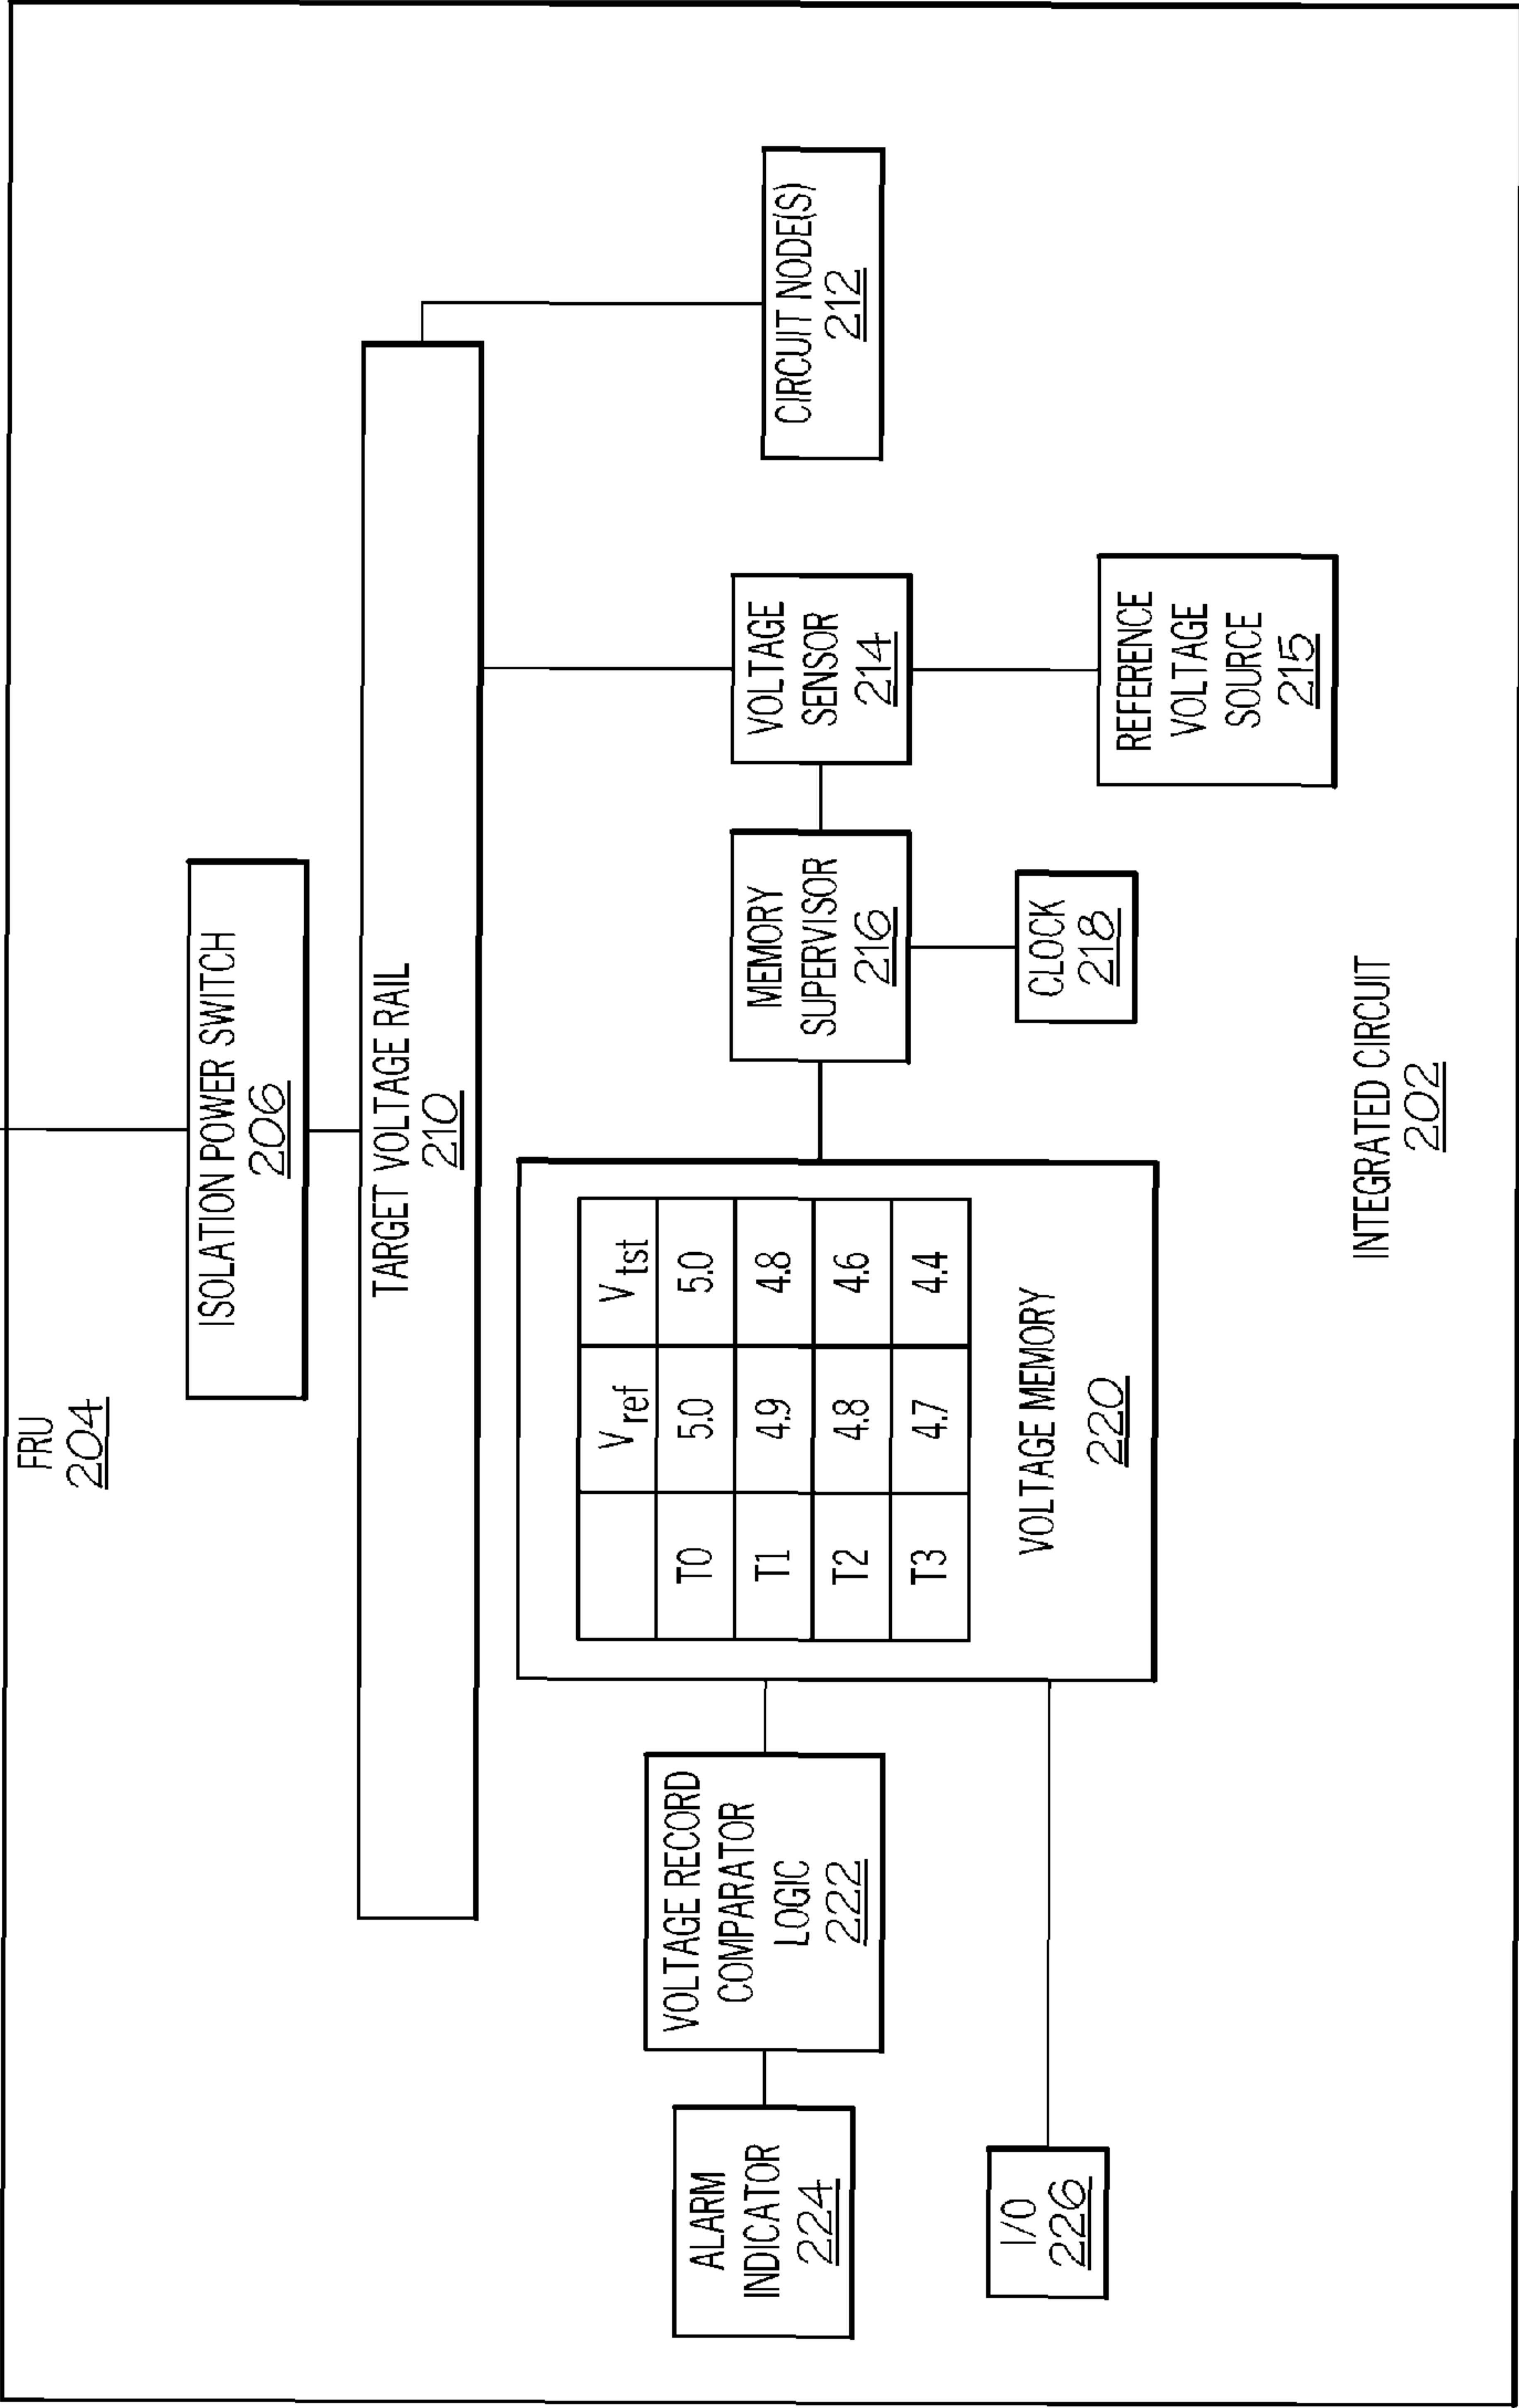 FRU
204
ISOLATION POWER SWITCH
206
TARGET VOLTAGE RAIL
210
ALARM
INDICATOR
224
VOLTAGE RECORD
COMPARATOR
LOGIC
222
I/O
226
Vref Vtst
T0 5.0 5.0
T1 4.9 4.8
T2 4.8 4.6
T3 4.7 4.4
VOLTAGE MEMORY
220
MEMORY
SUPERVISOR
216
CLOCK
218
VOLTAGE
SENSOR
214
REFERENCE
VOLTAGE
SOURCE
215
CIRCUIT NODE(S)
212
INTEGRATED CIRCUIT
202